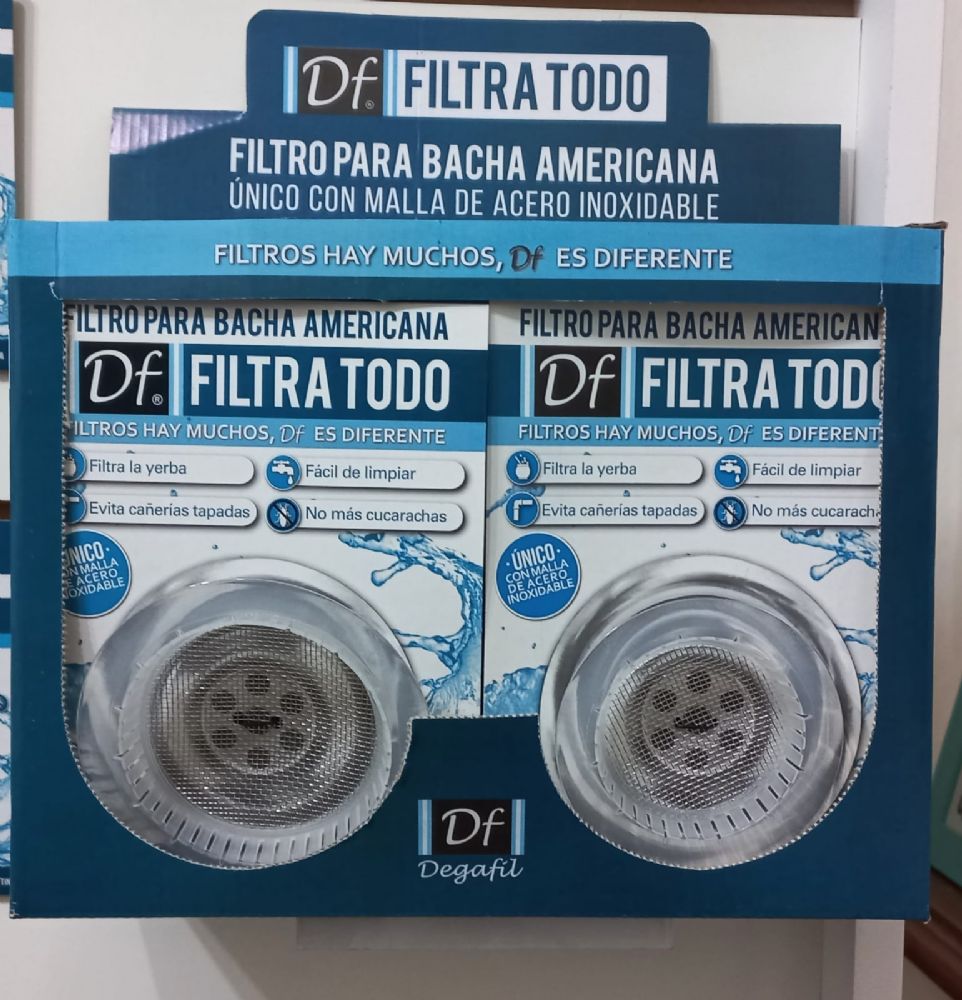 Df® FILTRA TODO
FILTRO PARA BACHA AMERICANA
ÚNICO CON MALLA DE ACERO INOXIDABLE
FILTROS HAY MUCHOS, Df ES DIFERENTE
FILTRO PARA BACHA AMERICANA
Df® FILTRA TODO
FILTROS HAY MUCHOS, Df ES DIFERENTE
Filtra la yerba
Fácil de limpiar
Evita cañerías tapadas
No más cucarachas
ÚNICO
CON MALLA
DE ACERO
INOXIDABLE
FILTRO PARA BACHA AMERICAN
Df FILTRA TODO
FILTROS HAY MUCHOS, Df ES DIFERENT
Filtra la yerba
Fácil de limpiar
Evita cañerías tapadas
No más cucarach
·ÚNICO·
CON MALLA
DE ACERO
INOXIDABLE
Df
Degafil